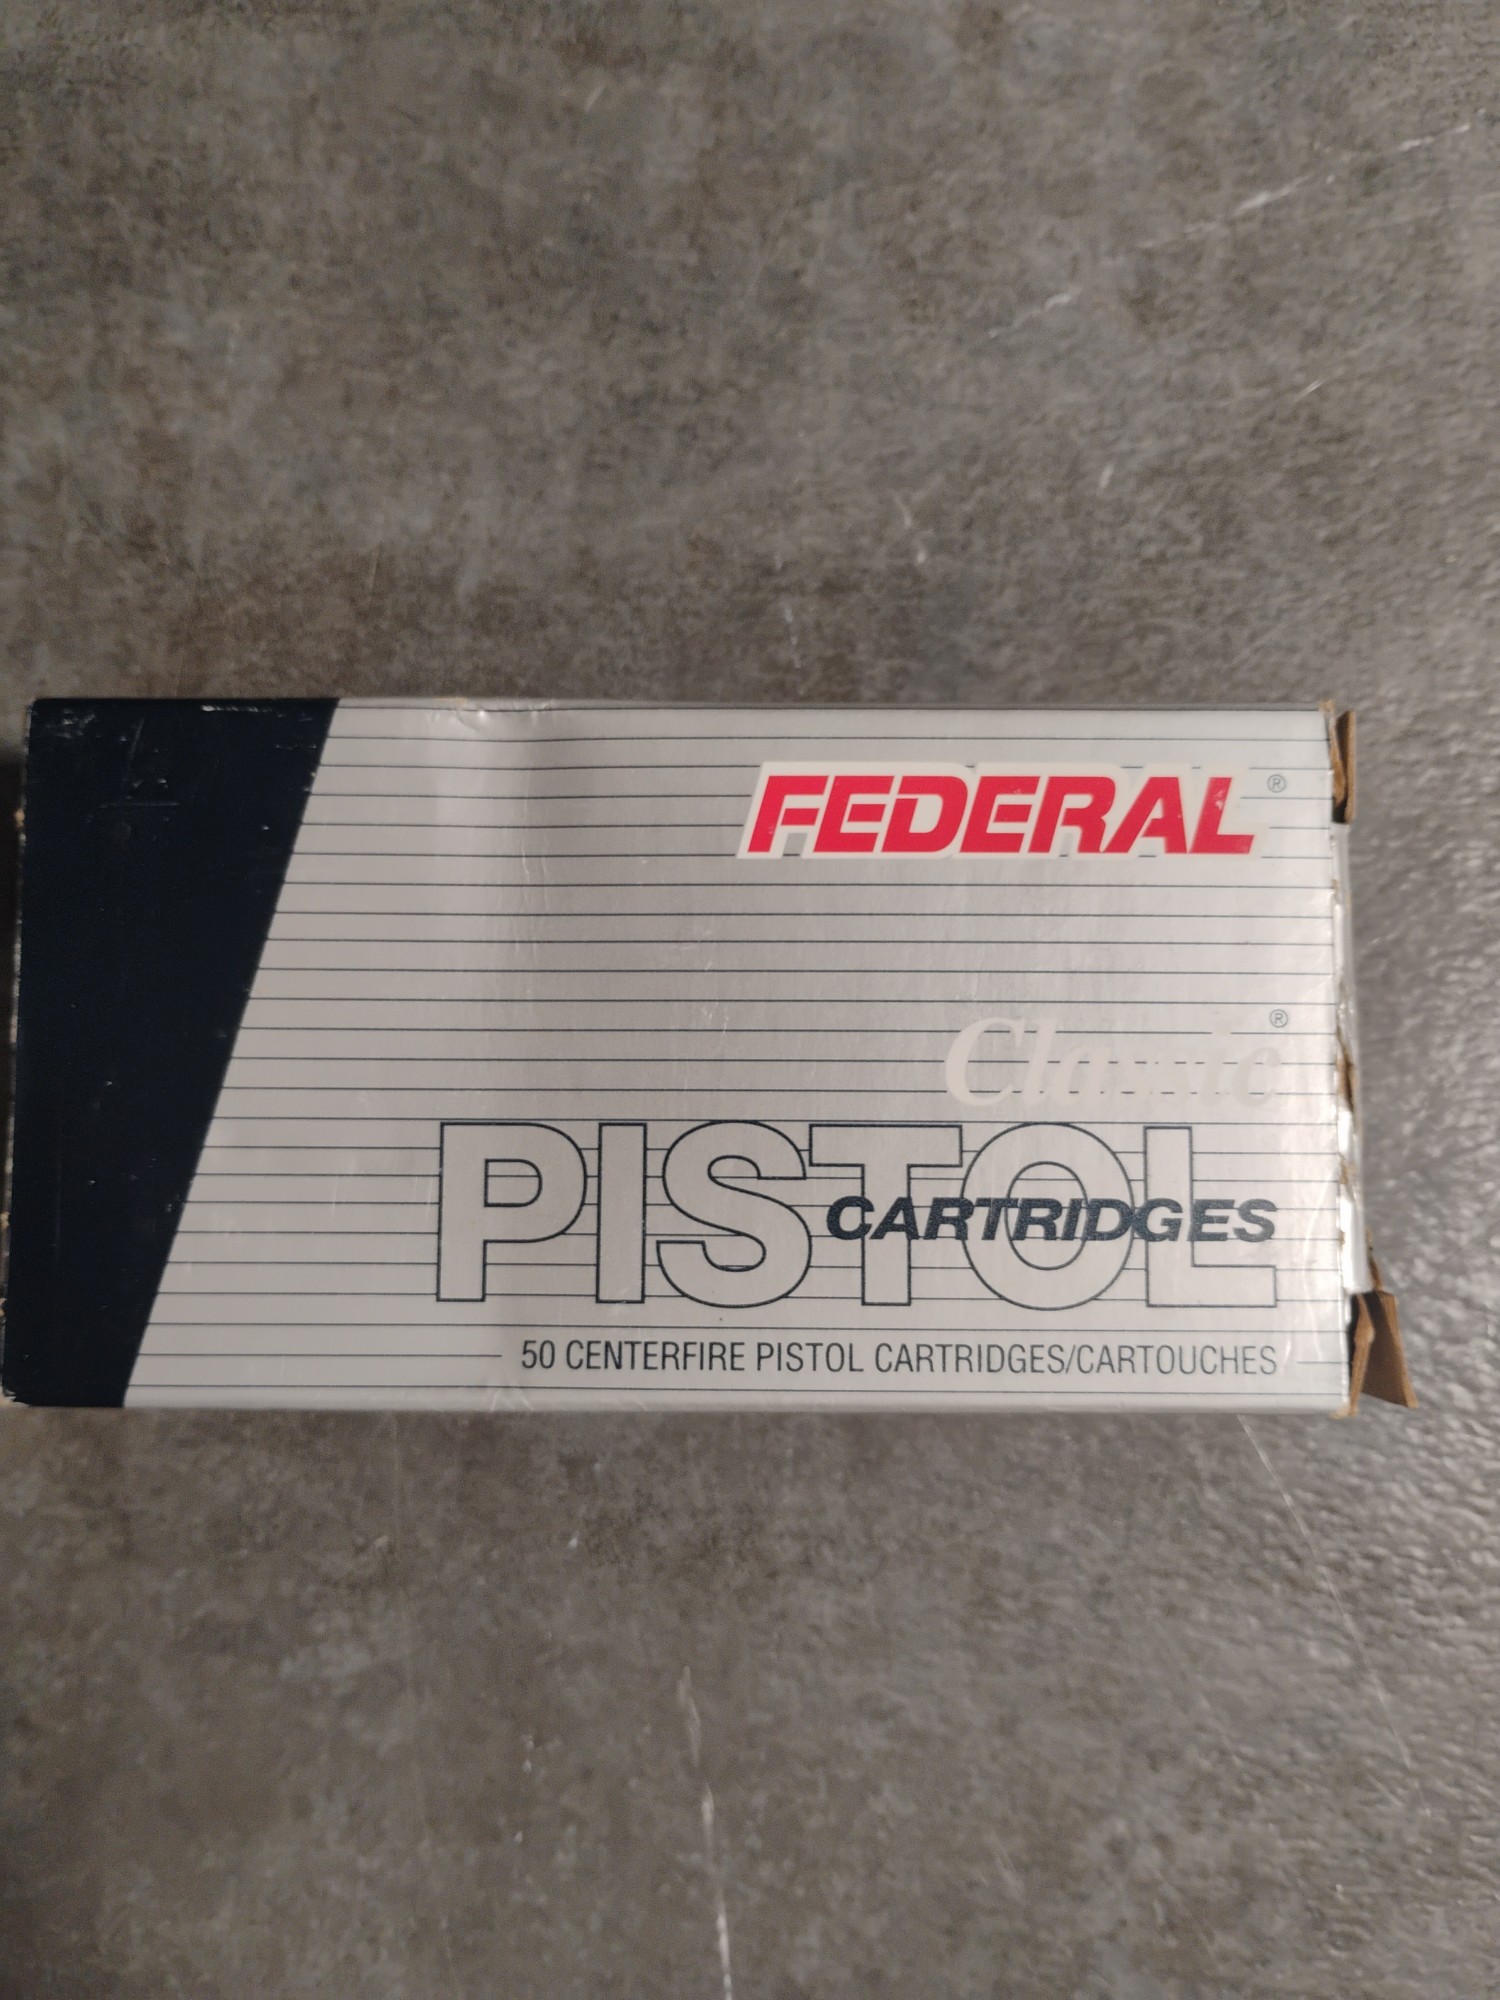 FEDERAL®
Classic®
PISTOL
CARTRIDGES
50 CENTERFIRE PISTOL CARTRIDGES/CARTOUCHES